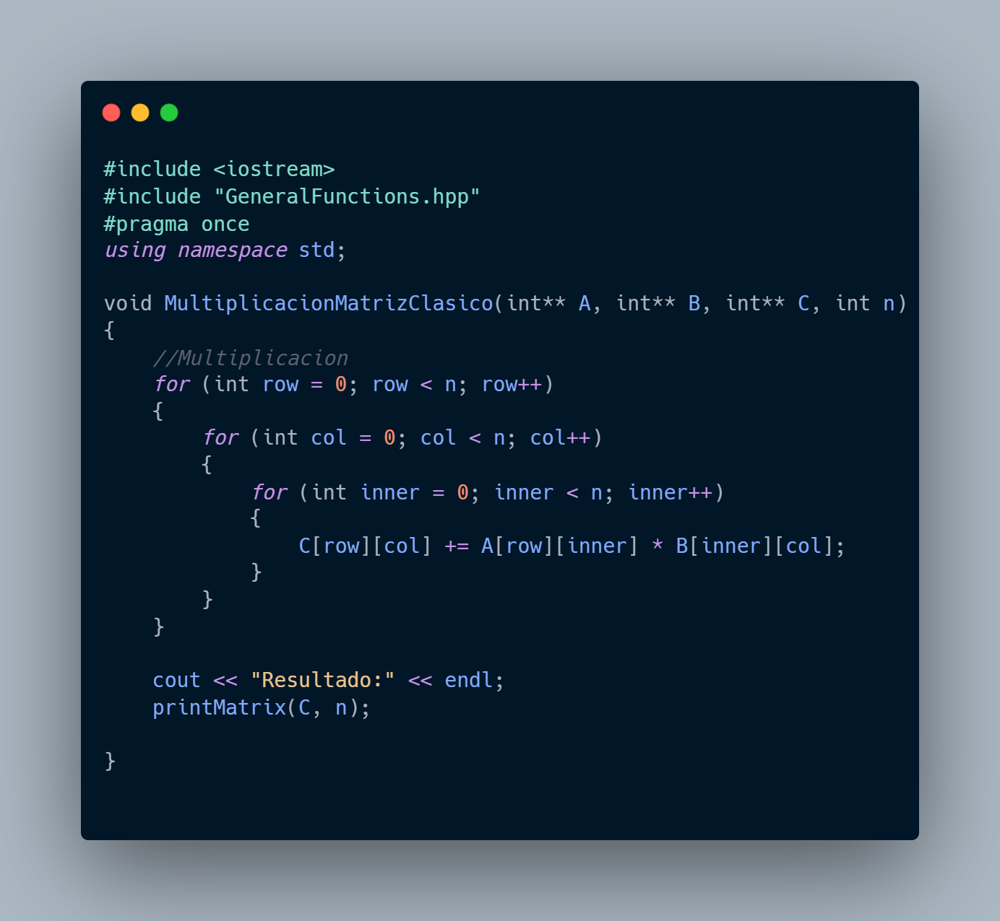 #include <iostream>
#include "GeneralFunctions.hpp"
#pragma once
using namespace std;

void MultiplicacionMatrizClasico(int** A, int** B, int** C, int n)
{
    //Multiplicacion
    for (int row = 0; row < n; row++)
    {
        for (int col = 0; col < n; col++)
        {
            for (int inner = 0; inner < n; inner++)
            {
                C[row][col] += A[row][inner] * B[inner][col];
            }
        }
    }

    cout << "Resultado:" << endl;
    printMatrix(C, n);

}